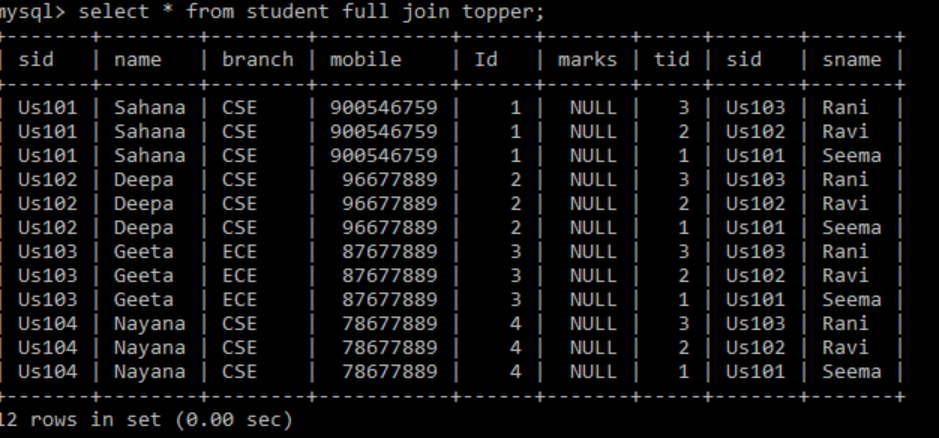 mysql> select * from student full join topper;
+-------+--------+--------+-----------+------+-------+-----+-------+-------+
| sid | name | branch | mobile | Id | marks | tid | sid | sname |
+-------+--------+--------+-----------+------+-------+-----+-------+-------+
| Us101 | Sahana | CSE | 900546759 | 1 | NULL | 3 | Us103 | Rani |
| Us101 | Sahana | CSE | 900546759 | 1 | NULL | 2 | Us102 | Ravi |
| Us101 | Sahana | CSE | 900546759 | 1 | NULL | 1 | Us101 | Seema |
| Us102 | Deepa | CSE | 96677889 | 2 | NULL | 3 | Us103 | Rani |
| Us102 | Deepa | CSE | 96677889 | 2 | NULL | 2 | Us102 | Ravi |
| Us102 | Deepa | CSE | 96677889 | 2 | NULL | 1 | Us101 | Seema |
| Us103 | Geeta | ECE | 87677889 | 3 | NULL | 3 | Us103 | Rani |
| Us103 | Geeta | ECE | 87677889 | 3 | NULL | 2 | Us102 | Ravi |
| Us103 | Geeta | ECE | 87677889 | 3 | NULL | 1 | Us101 | Seema |
| Us104 | Nayana | CSE | 78677889 | 4 | NULL | 3 | Us103 | Rani |
| Us104 | Nayana | CSE | 78677889 | 4 | NULL | 2 | Us102 | Ravi |
| Us104 | Nayana | CSE | 78677889 | 4 | NULL | 1 | Us101 | Seema |
+-------+--------+--------+-----------+------+-------+-----+-------+-------+
12 rows in set (0.00 sec)